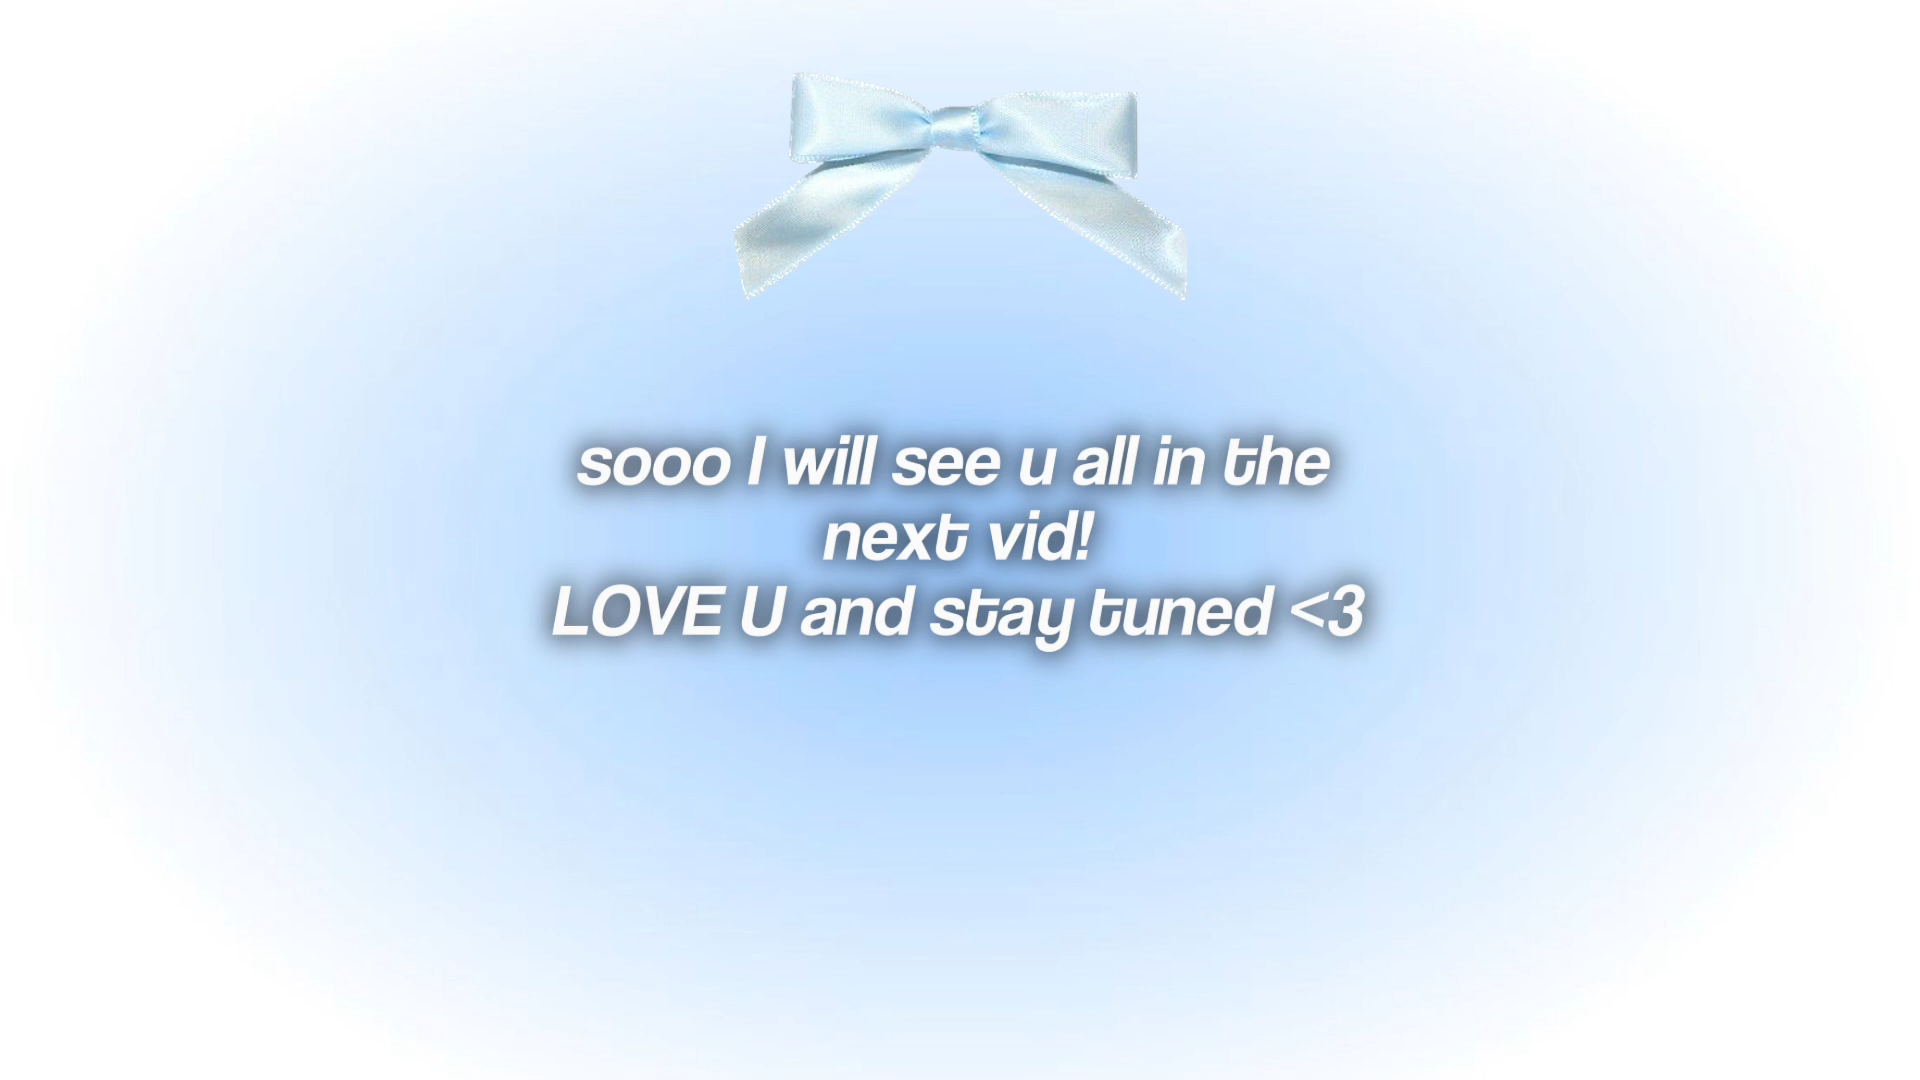 sooo I will see u all in the
next vid!
LOVE U and stay tuned <3